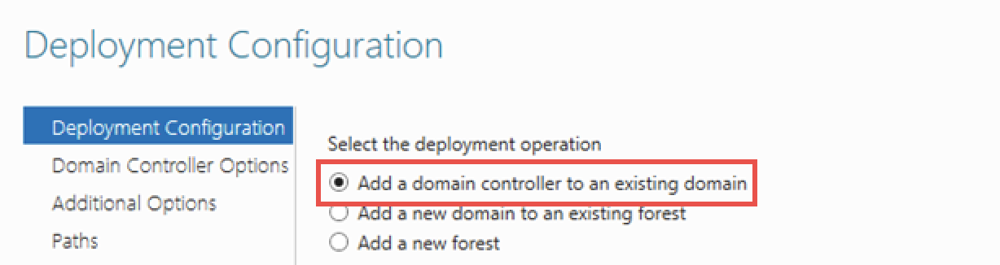 Deployment Configuration
Deployment Configuration
Domain Controller Options
Additional Options
Paths
Select the deployment operation
Add a domain controller to an existing domain
Add a new domain to an existing forest
Add a new forest